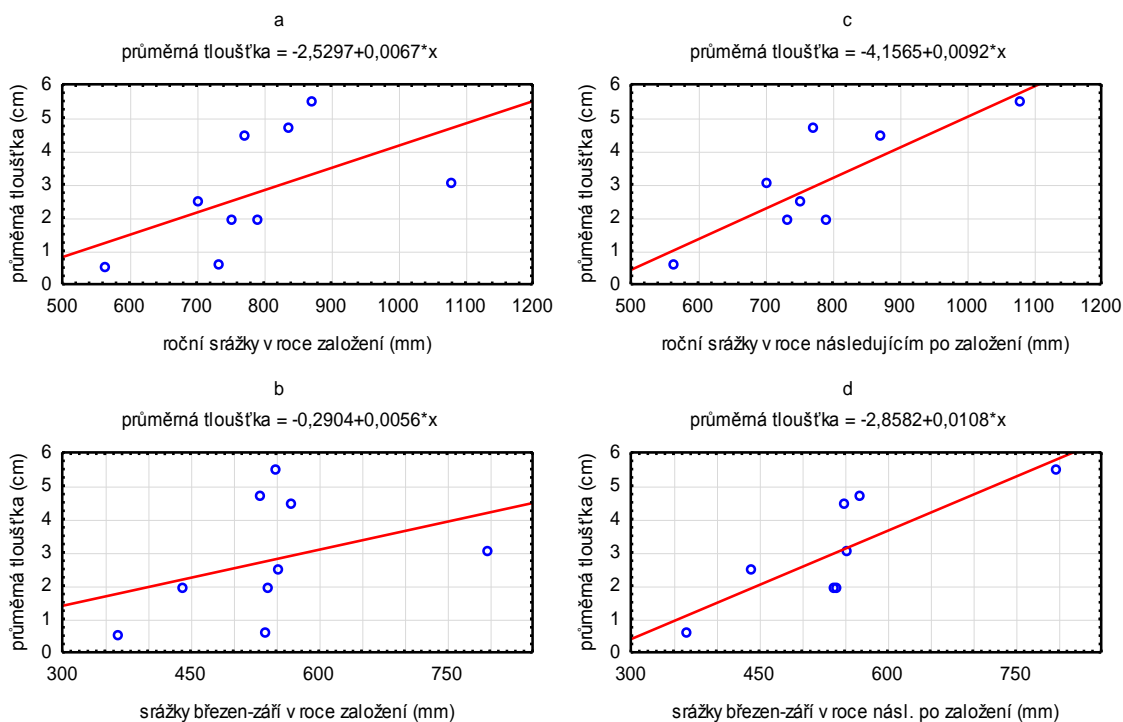 a
průměrná tloušťka = -2,5297+0,0067*x
průměrná tloušťka (cm)
6
5
4
3
2
1
0
500 600 700 800 900 1000 1100 1200
roční srážky v roce založení (mm)
c
průměrná tloušťka = -4,1565+0,0092*x
průměrná tloušťka (cm)
6
5
4
3
2
1
0
500 600 700 800 900 1000 1100 1200
roční srážky v roce následujícím po založení (mm)
b
průměrná tloušťka = -0,2904+0,0056*x
průměrná tloušťka (cm)
6
5
4
3
2
1
0
300 450 600 750
srážky březen-září v roce založení (mm)
d
průměrná tloušťka = -2,8582+0,0108*x
průměrná tloušťka (cm)
6
5
4
3
2
1
0
300 450 600 750
srážky březen-září v roce násl. po založení (mm)